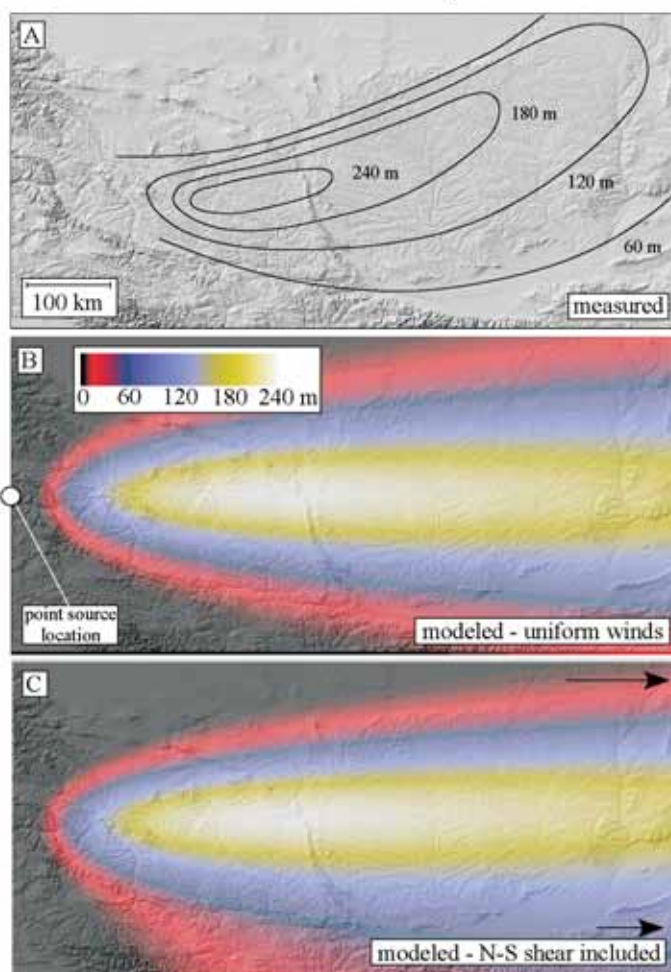 A
180 m
240 m
120 m
60 m
100 km
measured
B
0 60 120 180 240 m
point source
location
modeled - uniform winds
C
modeled - N-S shear included